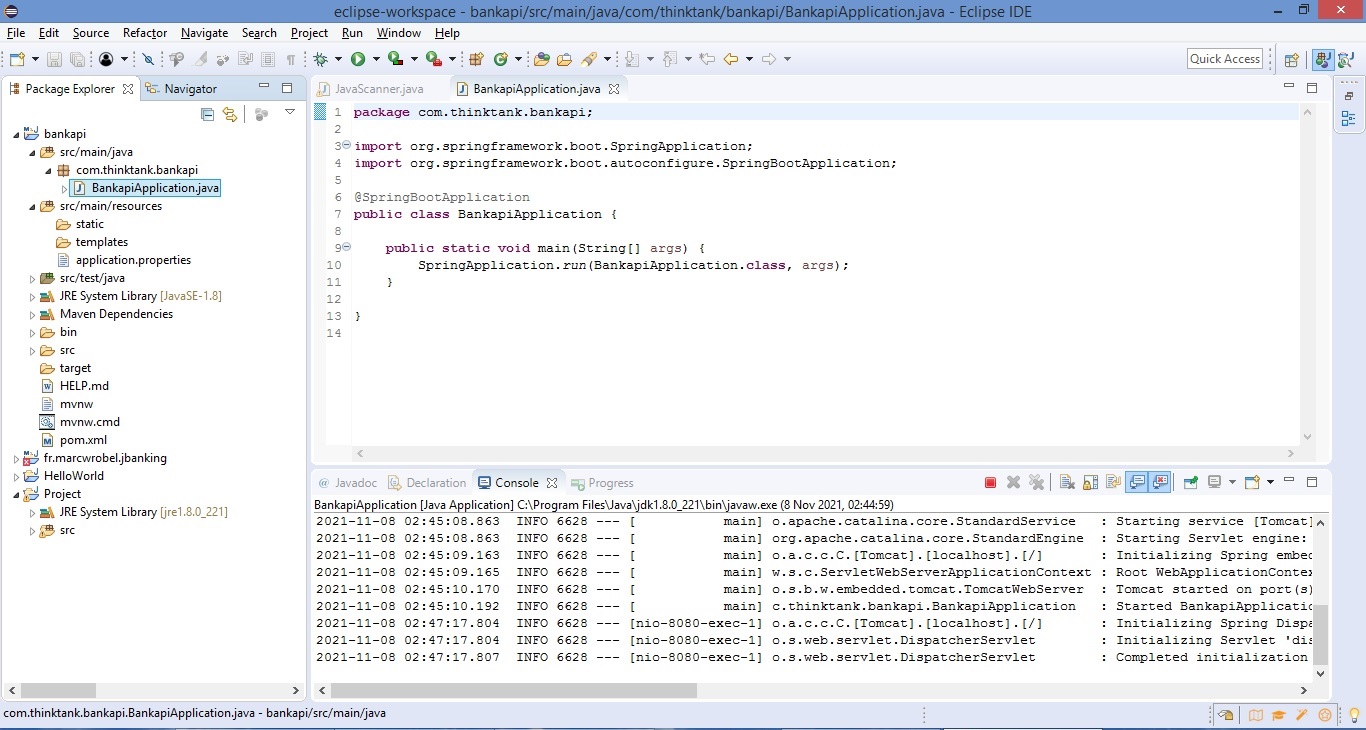 eclipse-workspace - bankapi/src/main/java/com/thinktank/bankapi/BankapiApplication.java - Eclipse IDE
File Edit Source Refactor Navigate Search Project Run Window Help
Quick Access
Package Explorer Navigator
bankapi
src/main/java
com.thinktank.bankapi
BankapiApplication.java
src/main/resources
static
templates
application.properties
src/test/java
JRE System Library [JavaSE-1.8]
Maven Dependencies
bin
src
target
HELP.md
mvnw
mvnw.cmd
pom.xml
fr.marcwrobel.jbanking
HelloWorld
Project
JRE System Library [jre1.8.0_221]
src
JavaScanner.java BankapiApplication.java
1 package com.thinktank.bankapi;
2
3 import org.springframework.boot.SpringApplication;
4 import org.springframework.boot.autoconfigure.SpringBootApplication;
5
6 @SpringBootApplication
7 public class BankapiApplication {
8
9 public static void main(String[] args) {
10 SpringApplication.run(BankapiApplication.class, args);
11 }
12
13 }
14
Javadoc Declaration Console Progress
BankapiApplication [Java Application] C:\Program Files\Java\jdk1.8.0_221\bin\javaw.exe (8 Nov 2021, 02:44:59)
2021-11-08 02:45:08.863 INFO 6628 --- [ main] o.apache.catalina.core.StandardService : Starting service [Tomcat]
2021-11-08 02:45:08.863 INFO 6628 --- [ main] org.apache.catalina.core.StandardEngine : Starting Servlet engine:
2021-11-08 02:45:09.163 INFO 6628 --- [ main] o.a.c.c.C.[Tomcat].[localhost].[/] : Initializing Spring embe
2021-11-08 02:45:09.165 INFO 6628 --- [ main] w.s.c.ServletWebServerApplicationContext : Root WebApplicationConte
2021-11-08 02:45:10.170 INFO 6628 --- [ main] o.s.b.w.embedded.tomcat.TomcatWebServer : Tomcat started on port(s)
2021-11-08 02:45:10.192 INFO 6628 --- [ main] c.thinktank.bankapi.BankapiApplication : Started BankapiApplicatio
2021-11-08 02:47:17.804 INFO 6628 --- [nio-8080-exec-1] o.a.c.c.C.[Tomcat].[localhost].[/] : Initializing Spring Dispa
2021-11-08 02:47:17.804 INFO 6628 --- [nio-8080-exec-1] o.s.web.servlet.DispatcherServlet : Initializing Servlet 'dis
2021-11-08 02:47:17.807 INFO 6628 --- [nio-8080-exec-1] o.s.web.servlet.DispatcherServlet : Completed initialization
com.thinktank.bankapi.BankapiApplication.java - bankapi/src/main/java